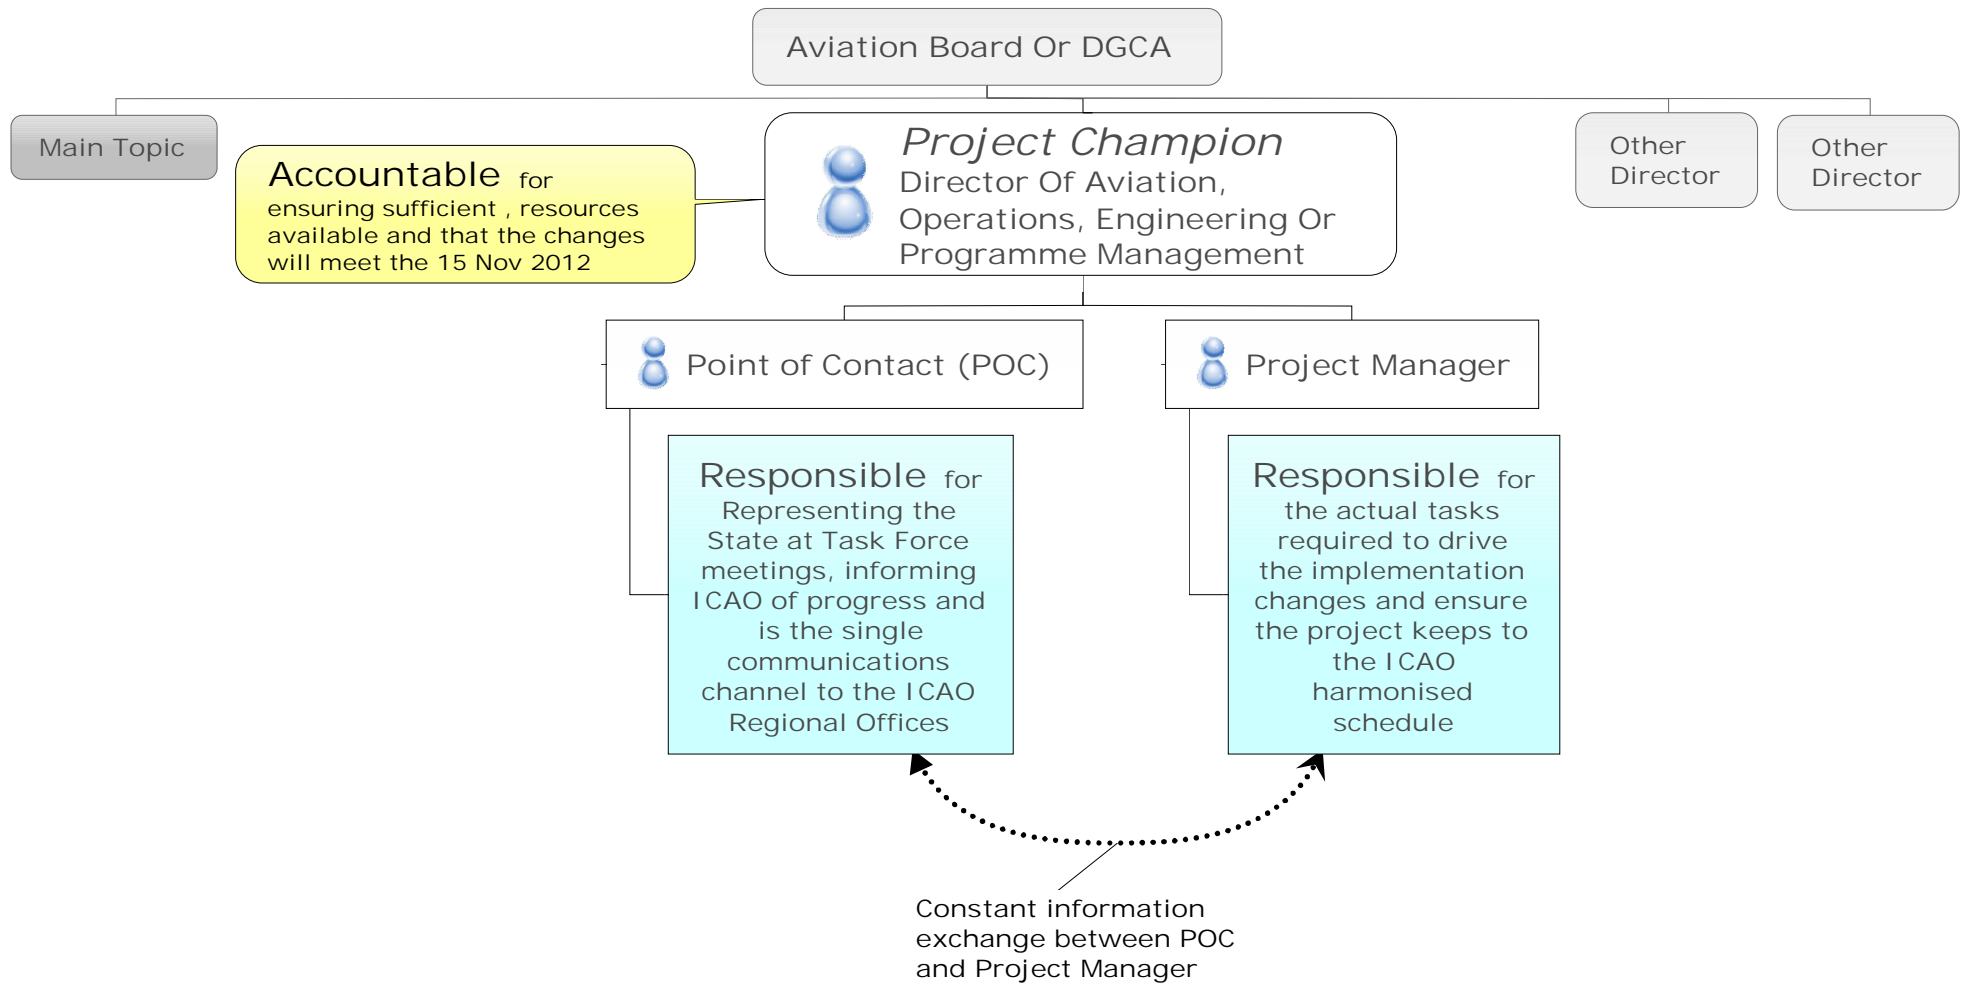 Aviation Board Or DGCA
Main Topic
Accountable for
ensuring sufficient , resources
available and that the changes
will meet the 15 Nov 2012
Project Champion
Director Of Aviation,
Operations, Engineering Or
Programme Management
Other
Director
Other
Director
Point of Contact (POC)
Project Manager
Responsible for
Representing the
State at Task Force
meetings, informing
ICAO of progress and
is the single
communications
channel to the ICAO
Regional Offices
Responsible for
the actual tasks
required to drive
the implementation
changes and ensure
the project keeps to
the ICAO
harmonised
schedule
Constant information
exchange between POC
and Project Manager